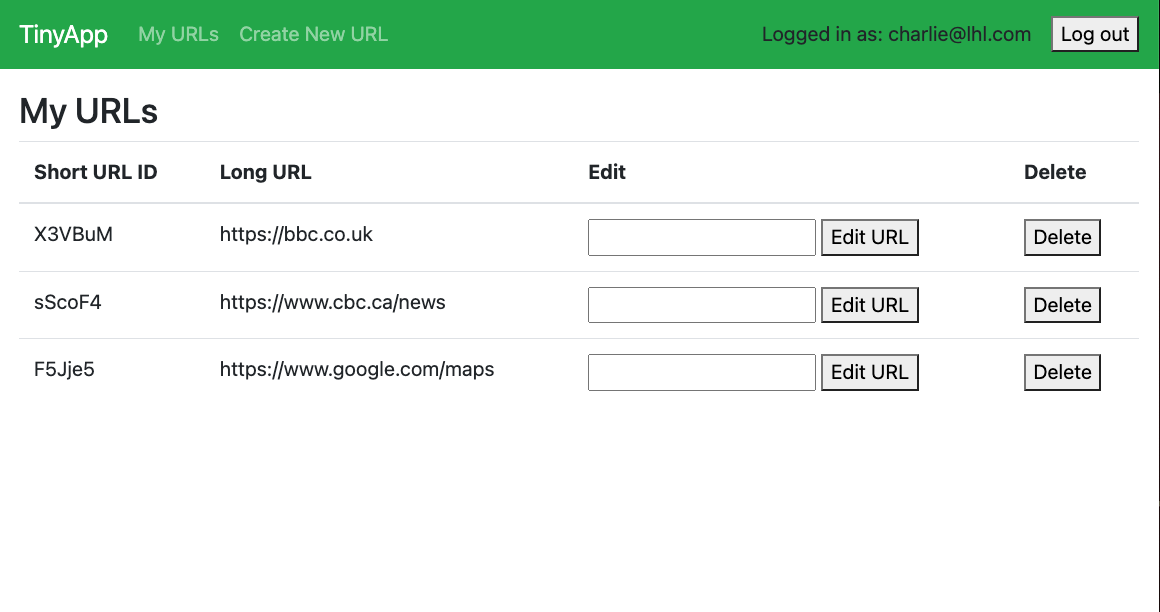 TinyApp My URLs Create New URL Logged in as: charlie@lhl.com Log out
My URLs
Short URL ID Long URL Edit Delete
X3VBuM https://bbc.co.uk Edit URL Delete
sScoF4 https://www.cbc.ca/news Edit URL Delete
F5Jje5 https://www.google.com/maps Edit URL Delete